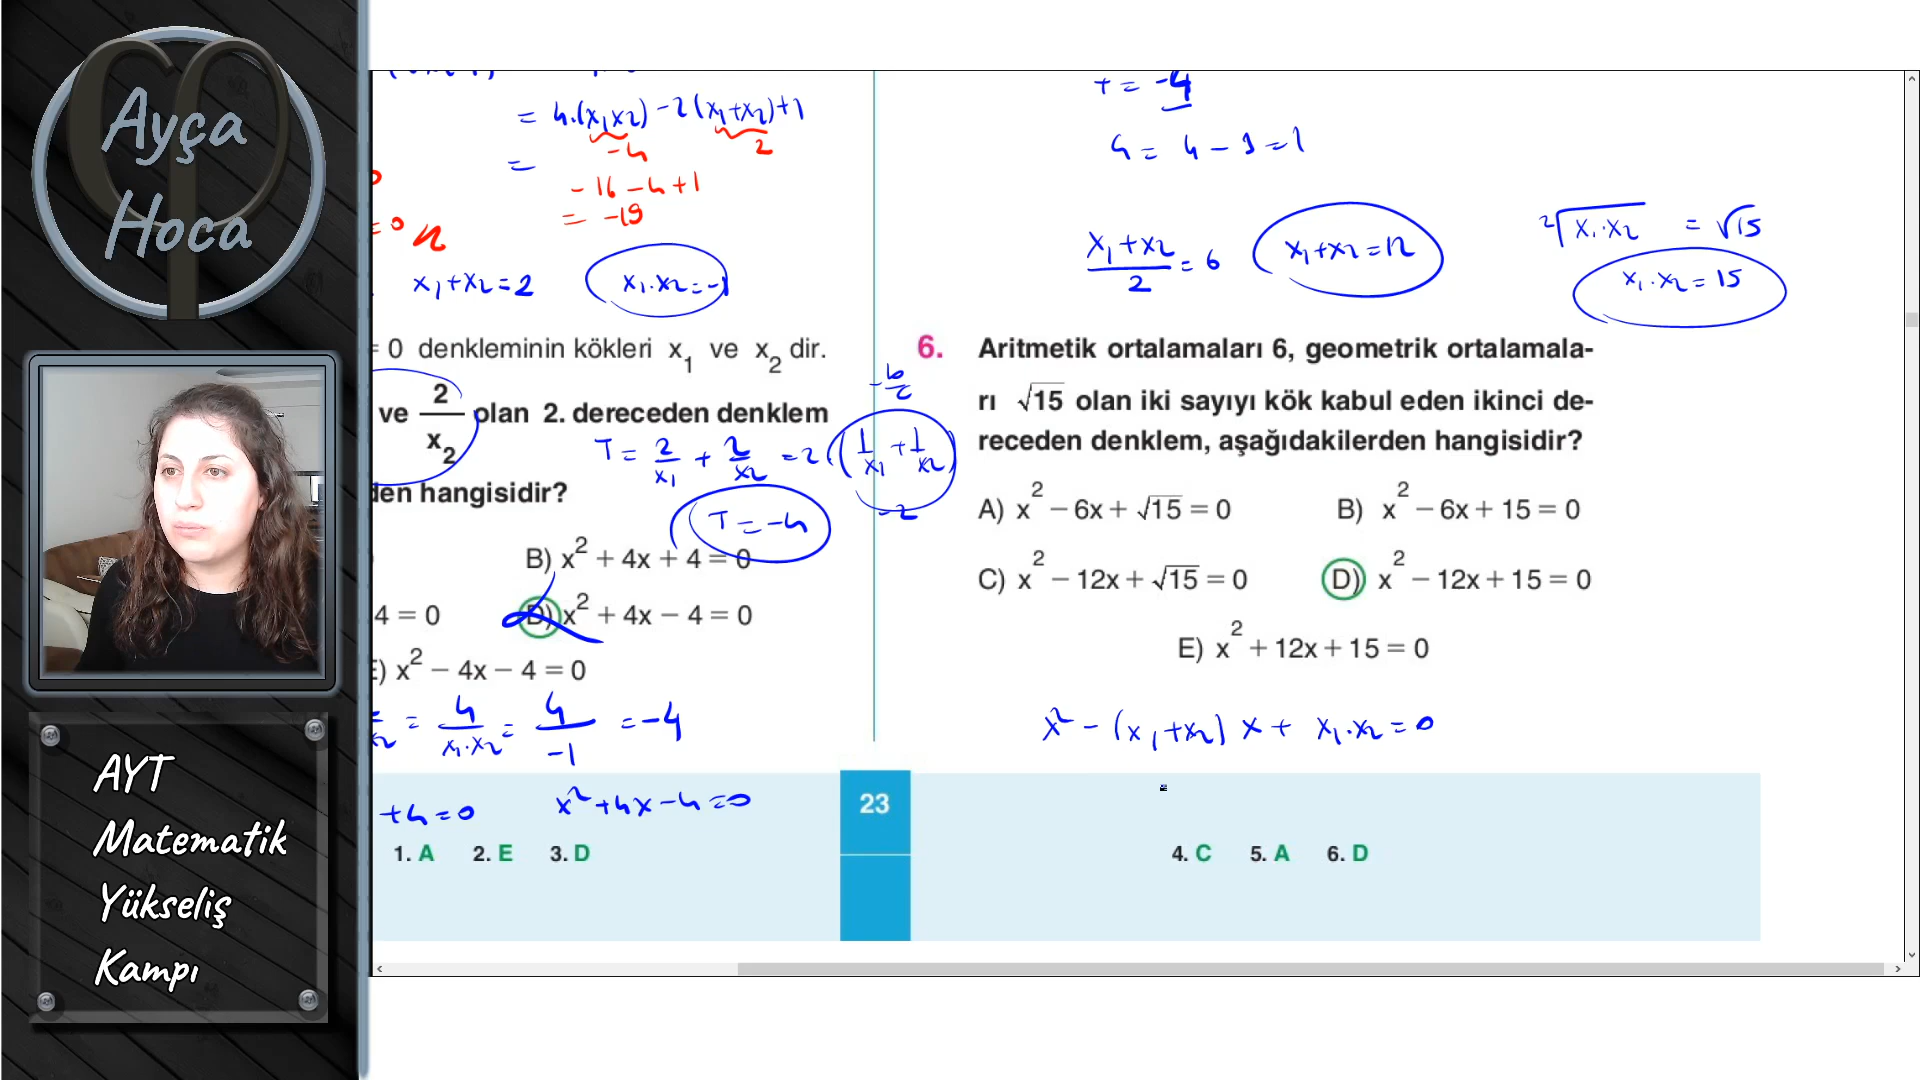 Ayça
Hoca
AYT
Matematik
Yükseliş
Kampı
= 4.(x₁x₂) -2(x₁+x₂)+1
-4 2
=
-16 -4 +1
= -19
x₁+x₂=2 x₁.x₂=-1
= 0 denkleminin kökleri x₁ ve x₂ dir.
ve 2/x₂ olan 2. dereceden denklem
T = 2/x₁ + 2/x₂ = 2 (1/x₁ + 1/x₂)
-2
den hangisidir?
T = -4
B) x² + 4x + 4 = 0
4 = 0 D) x² + 4x − 4 = 0
E) x² − 4x − 4 = 0
= 4/x₁.x₂ = 4/-1 = -4
+4=0 x²+4x-4=0
1. A 2. E 3. D
23
T = -4
4 = 4 - 3 = 1
(x₁+x₂)/2 = 6 x₁+x₂=12 ²√x₁.x₂ = √15
x₁.x₂ = 15
6. Aritmetik ortalamaları 6, geometrik ortalamala-
rı √15 olan iki sayıyı kök kabul eden ikinci de-
receden denklem, aşağıdakilerden hangisidir?
A) x² − 6x + √15 = 0 B) x² − 6x + 15 = 0
C) x² − 12x + √15 = 0 D) x² − 12x + 15 = 0
E) x² + 12x + 15 = 0
x² - (x₁+x₂) x + x₁.x₂ = 0
4. C 5. A 6. D